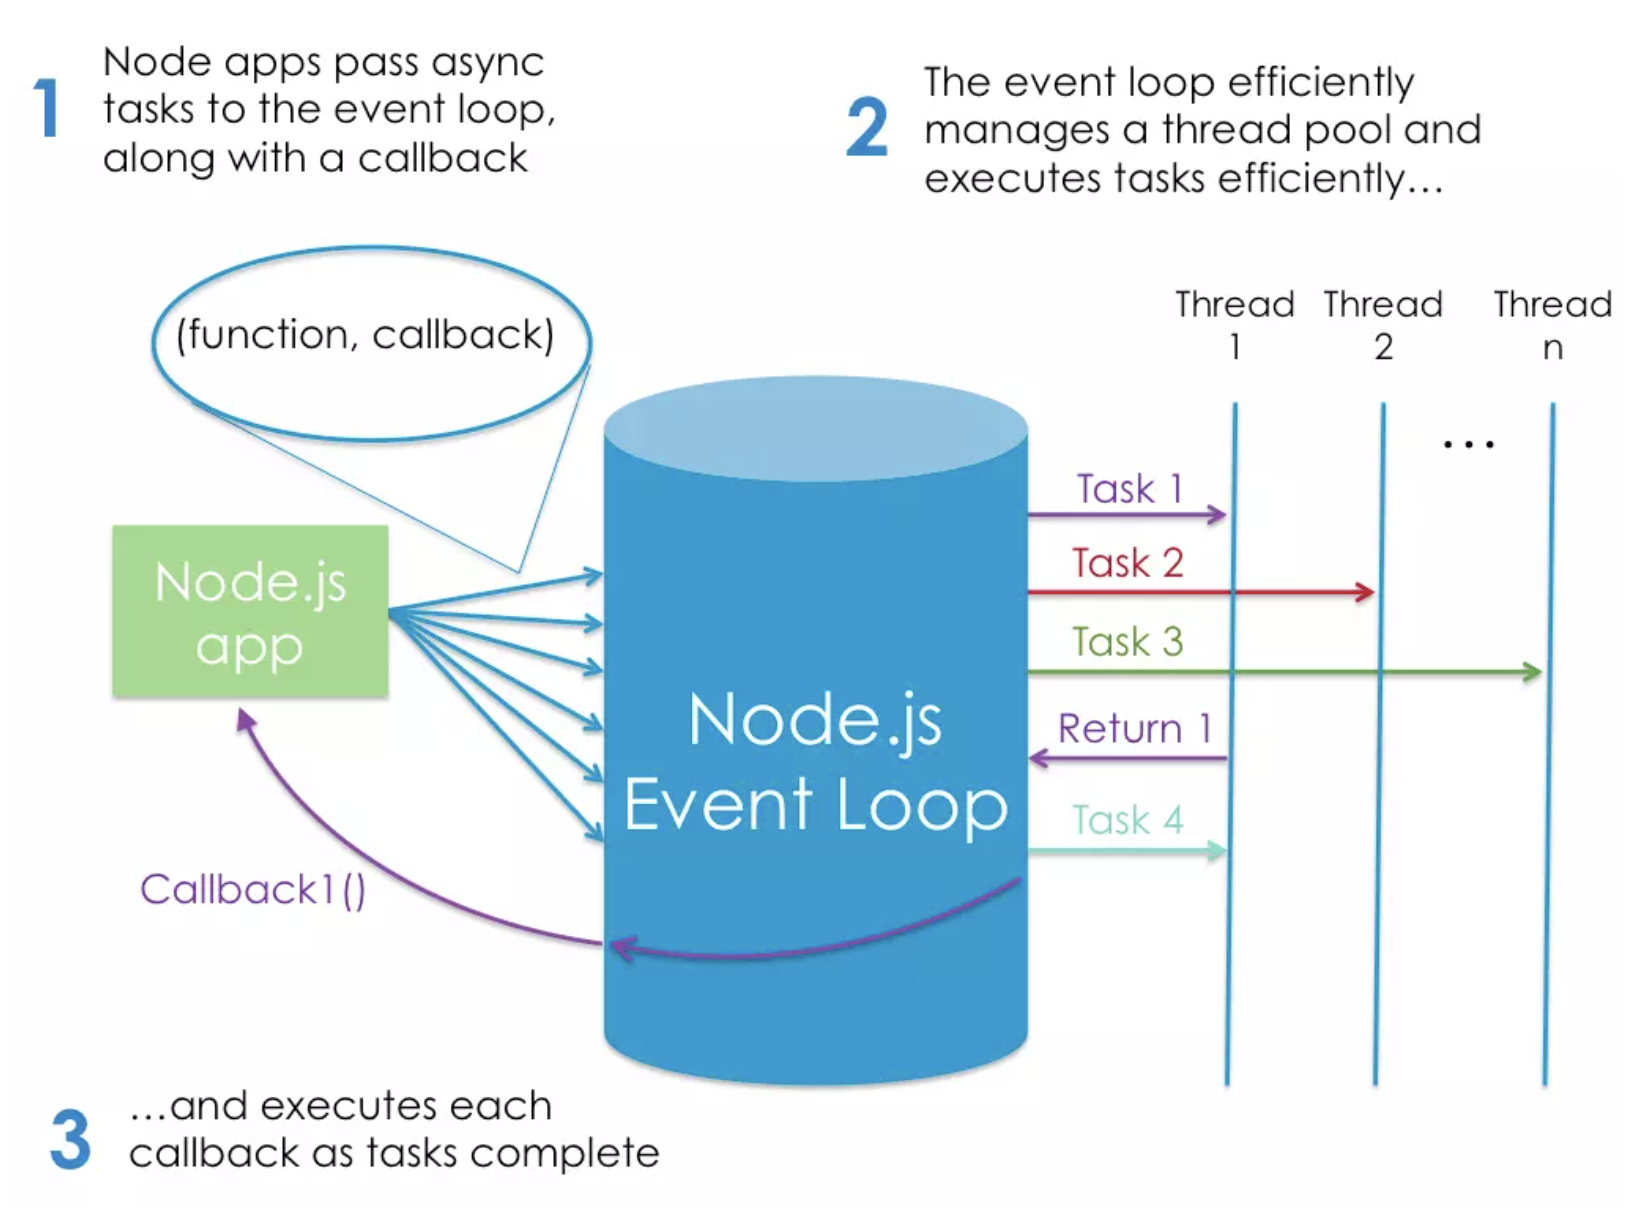 1
Node apps pass async
tasks to the event loop,
along with a callback
2
The event loop efficiently
manages a thread pool and
executes tasks efficiently...
(function, callback)
Thread
1
Thread
2
Thread
n
...
Node.js
app
Node.js
Event Loop
Task 1
Task 2
Task 3
Return 1
Task 4
Callback1()
3
...and executes each
callback as tasks complete